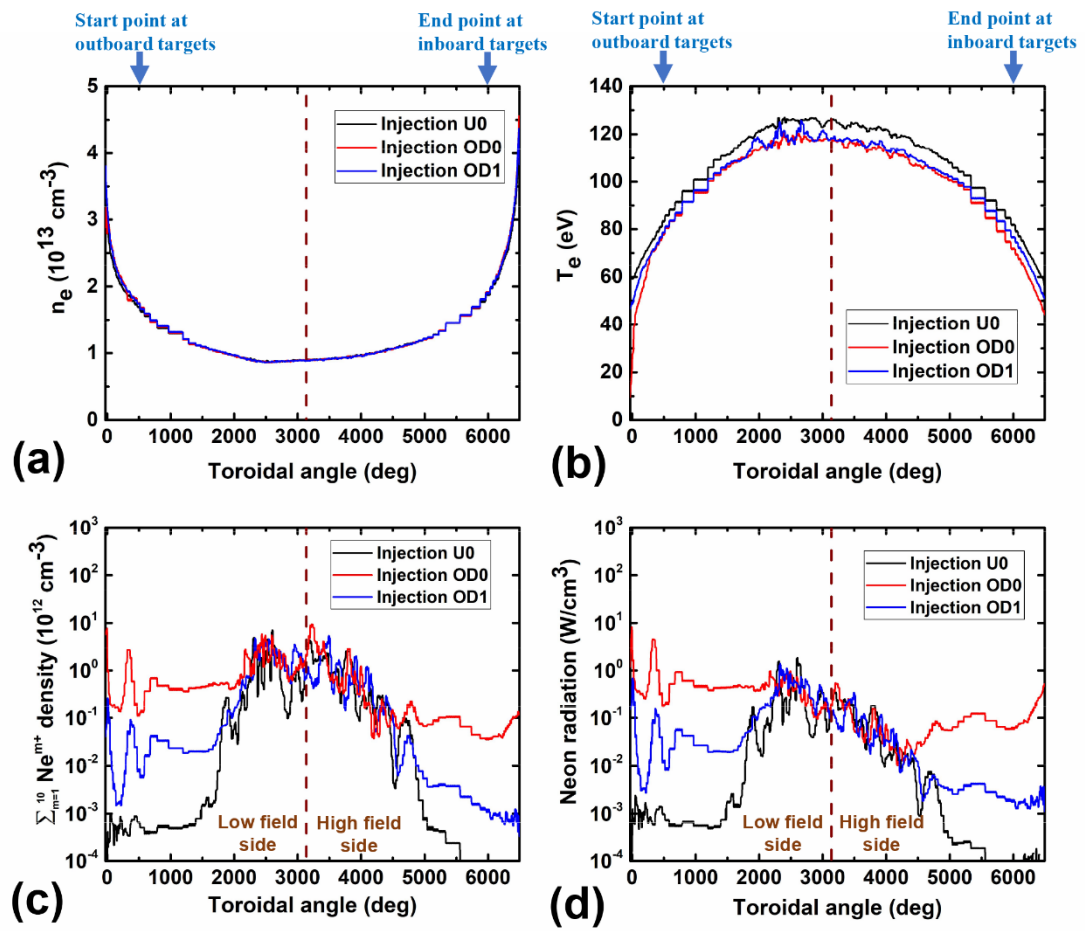 Start point at
outboard targets
End point at
inboard targets
Start point at
outboard targets
End point at
inboard targets
5
4
3
2
1
0
n_e (10^13 cm^-3)
Injection U0
Injection OD0
Injection OD1
0 1000 2000 3000 4000 5000 6000
Toroidal angle (deg)
(a)
140
120
100
80
60
40
20
0
T_e (eV)
Injection U0
Injection OD0
Injection OD1
0 1000 2000 3000 4000 5000 6000
Toroidal angle (deg)
(b)
10^3
10^2
10^1
10^0
10^-1
10^-2
10^-3
10^-4
Σ_{m=1}^{10} Ne^{m+} density (10^12 cm^-3)
Injection U0
Injection OD0
Injection OD1
Low field
side
High field
side
0 1000 2000 3000 4000 5000 6000
Toroidal angle (deg)
(c)
10^3
10^2
10^1
10^0
10^-1
10^-2
10^-3
10^-4
Neon radiation (W/cm^3)
Injection U0
Injection OD0
Injection OD1
Low field
side
High field
side
0 1000 2000 3000 4000 5000 6000
Toroidal angle (deg)
(d)